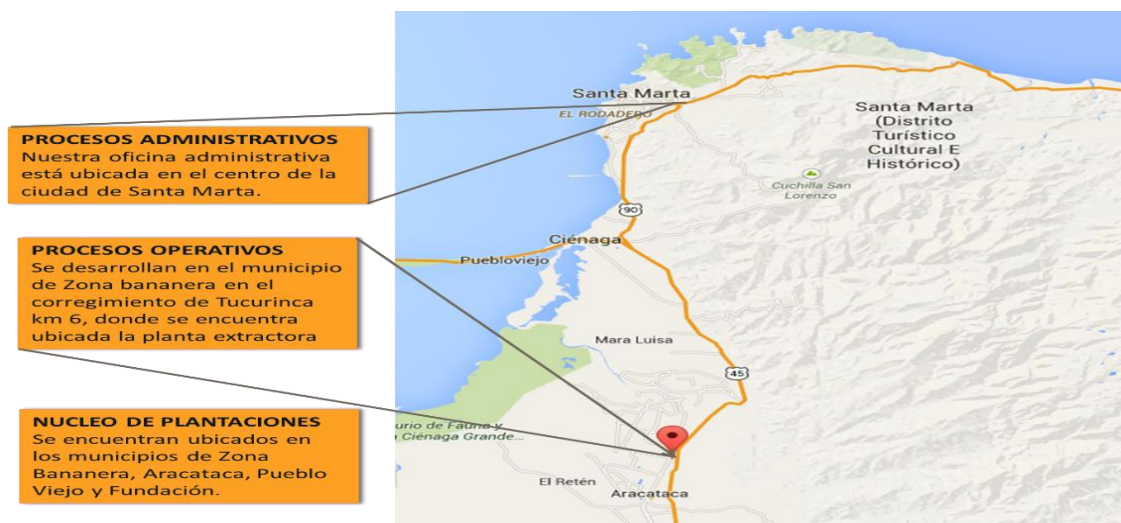 PROCESOS ADMINISTRATIVOS
Nuestra oficina administrativa
está ubicada en el centro de la
ciudad de Santa Marta.
PROCESOS OPERATIVOS
Se desarrollan en el municipio
de Zona bananera en el
corregimiento de Tucurinca
km 6, donde se encuentra
ubicada la planta extractora
NUCLEO DE PLANTACIONES
Se encuentran ubicados en
los municipios de Zona
Bananera, Aracataca, Pueblo
Viejo y Fundación.
Santa Marta
EL RODADERO
Santa Marta
(Distrito
Turístico
Cultural E
Histórico)
Cuchilla San
Lorenzo
90
Ciénaga
Puebloviejo
Mara Luisa
45
urio de Fauna y
Ciénaga Grande...
El Retén
Aracataca